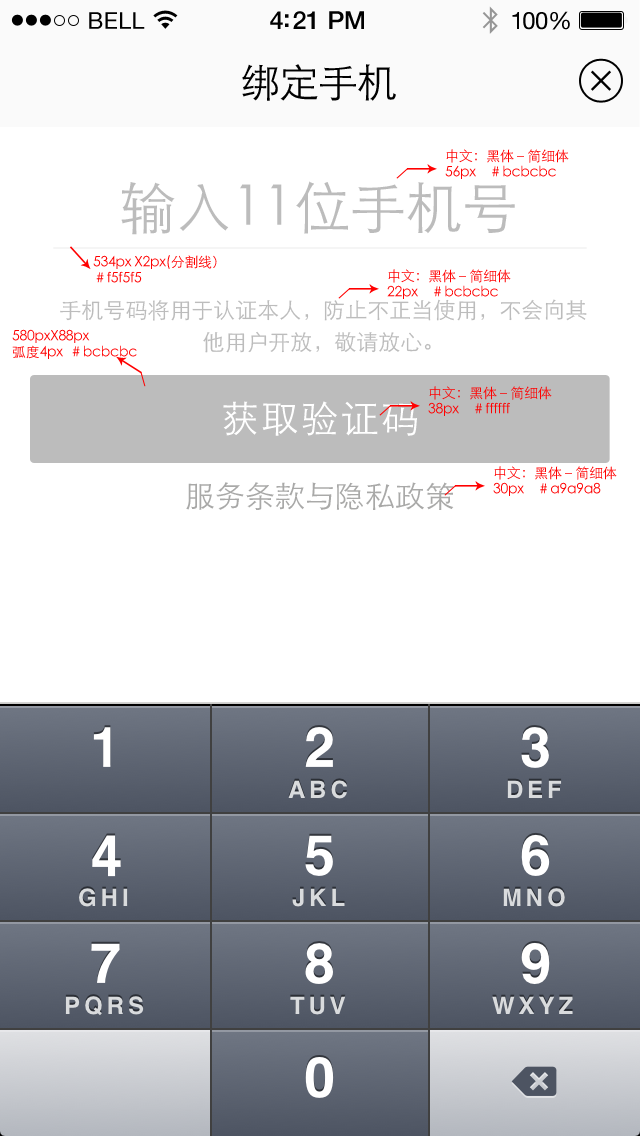 BELL 4:21 PM 100%
绑定手机
中文：黑体－简细体
56px #bcbcbc
输入11位手机号
534px X2px(分割线）
#f5f5f5
中文：黑体－简细体
22px #bcbcbc
手机号码将用于认证本人，防止不正当使用，不会向其
他用户开放，敬请放心。
580pxX88px
弧度4px #bcbcbc
中文：黑体－简细体
38px #ffffff
获取验证码
中文：黑体－简细体
30px #a9a9a8
服务条款与隐私政策
1 2 3
ABC DEF
4 5 6
GHI JKL MNO
7 8 9
PQRS TUV WXYZ
0